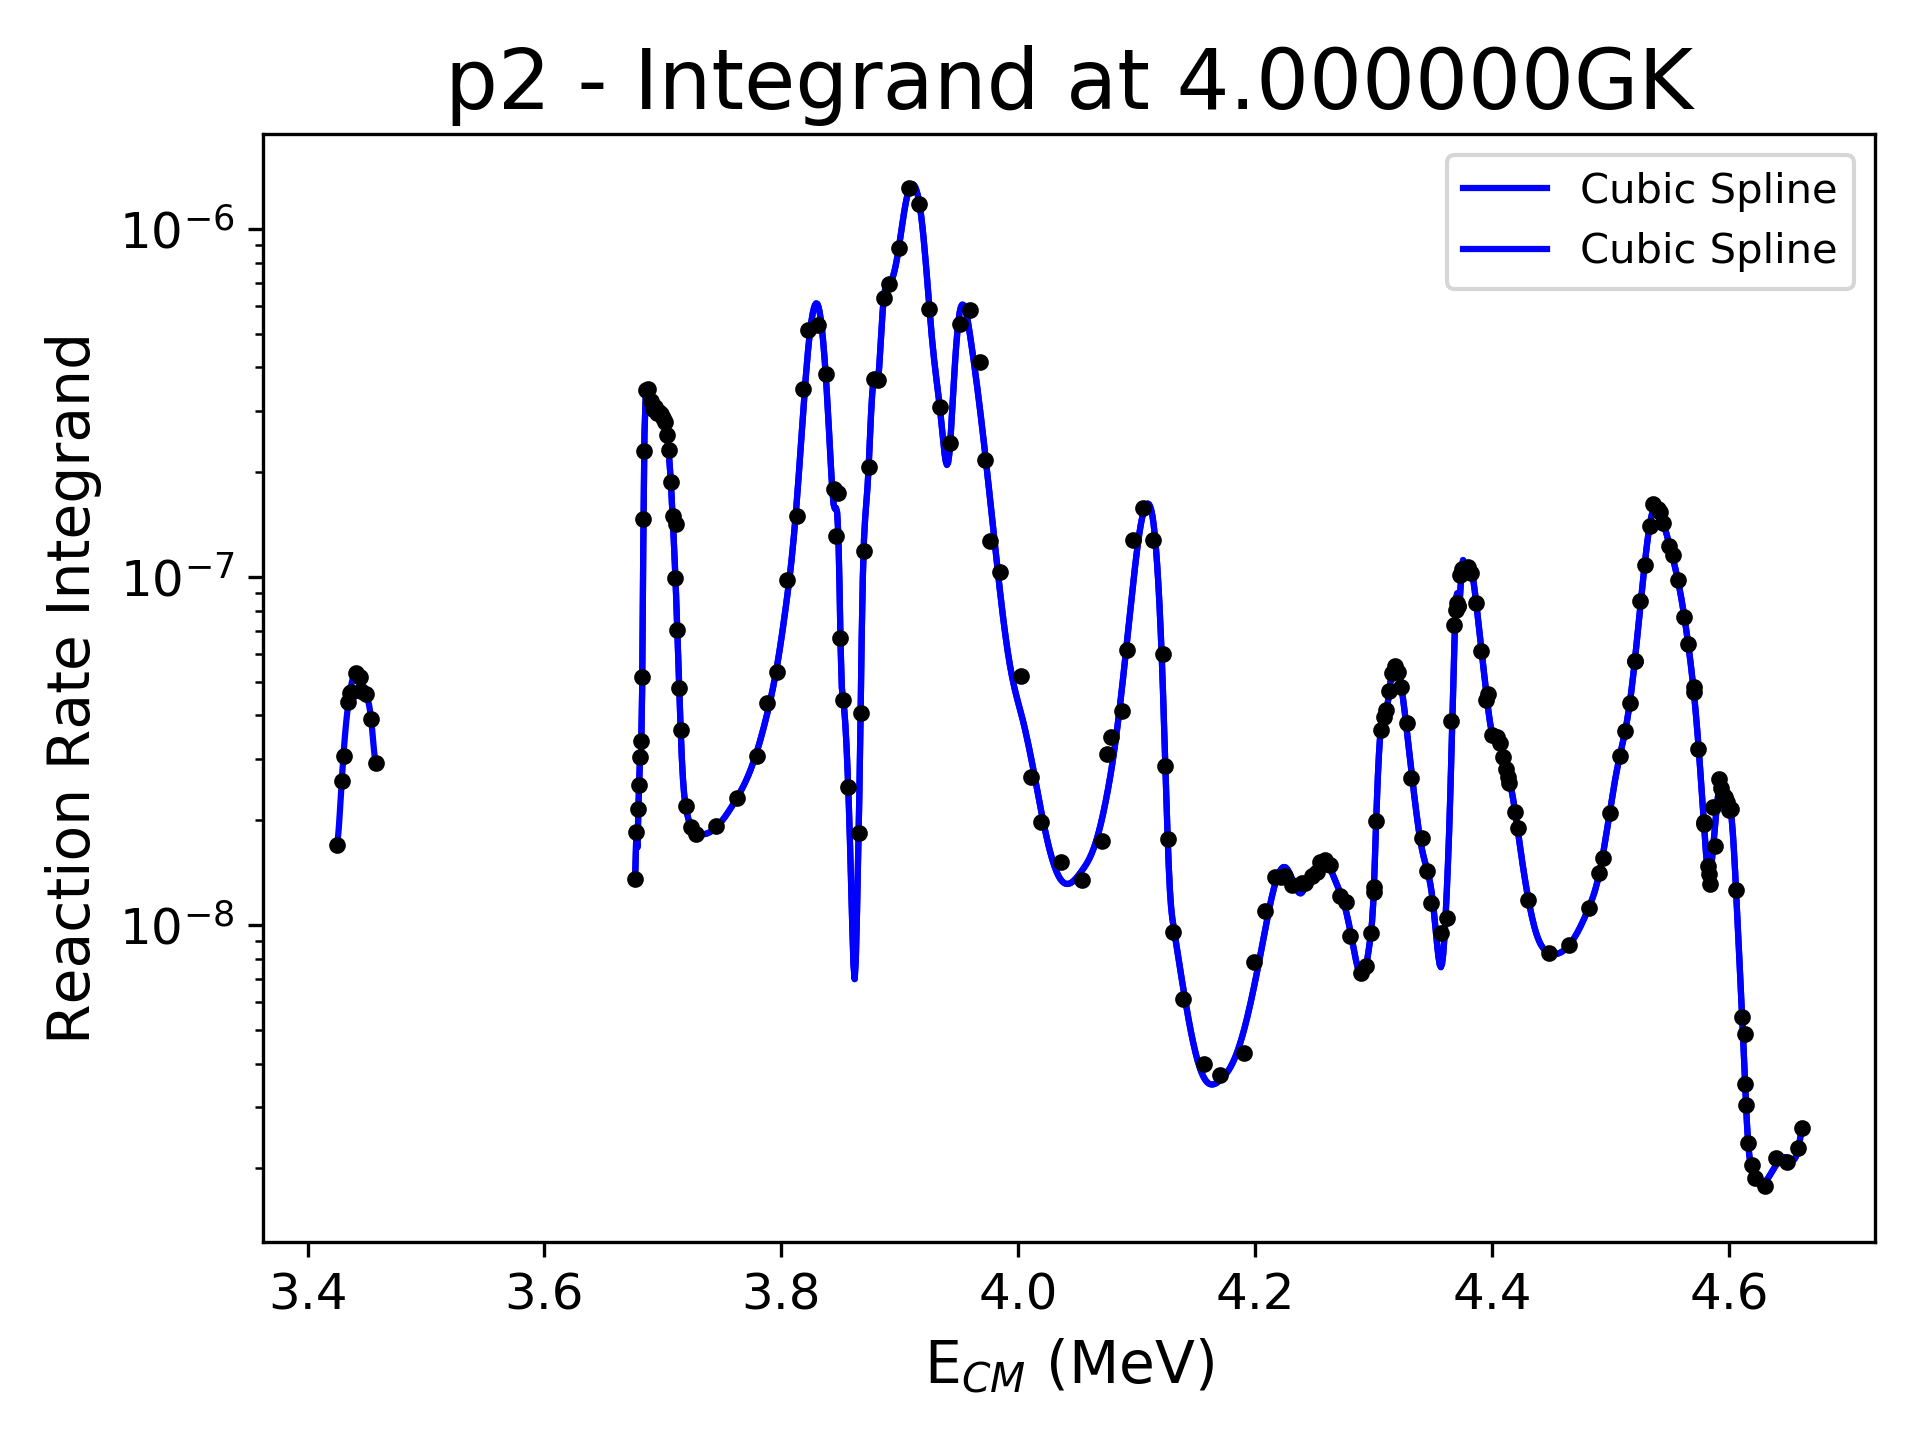 p2 - Integrand at 4.000000GK
Cubic Spline
Cubic Spline
Reaction Rate Integrand
10⁻⁶
10⁻⁷
10⁻⁸
3.4 3.6 3.8 4.0 4.2 4.4 4.6
E_CM (MeV)